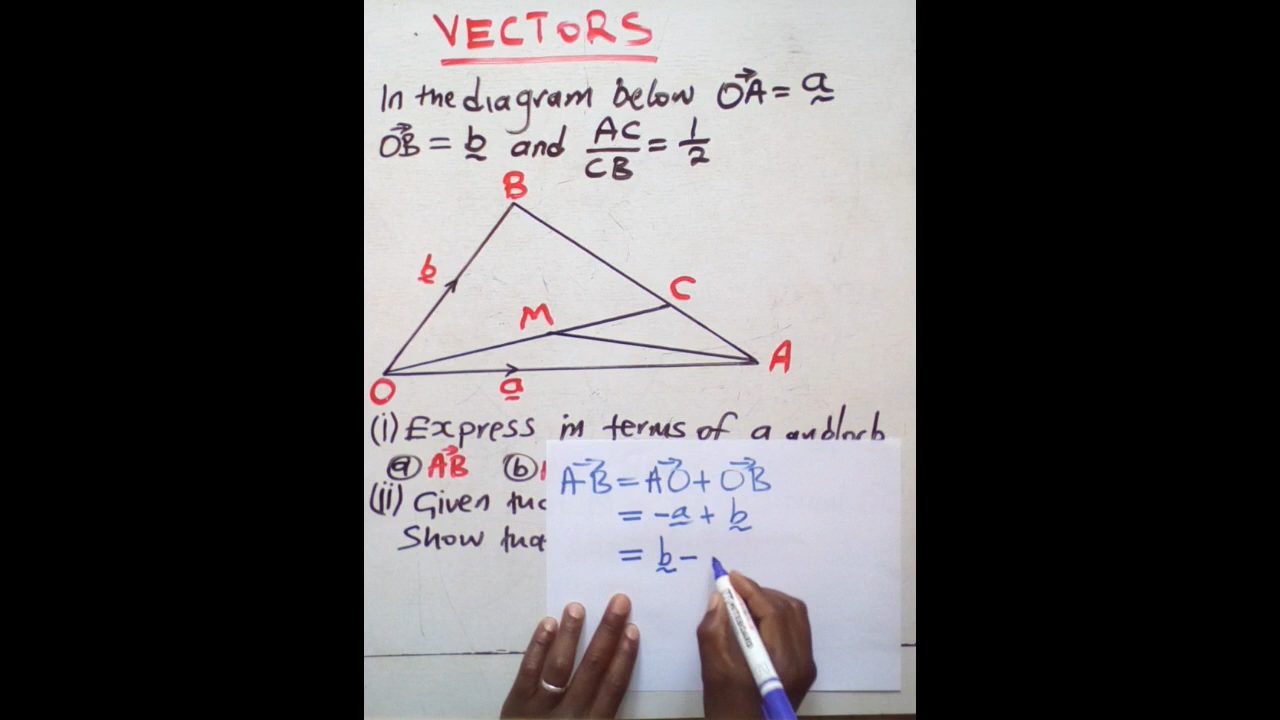 VECTORS
In the diagram below OA = a
OB = b and AC/CB = 1/2
B
b
C
M
A
O
a
(i) Express in terms of a and/or b
(a) AB (b)
(ii) Given
Show
AB = AO + OB
= -a + b
= b -